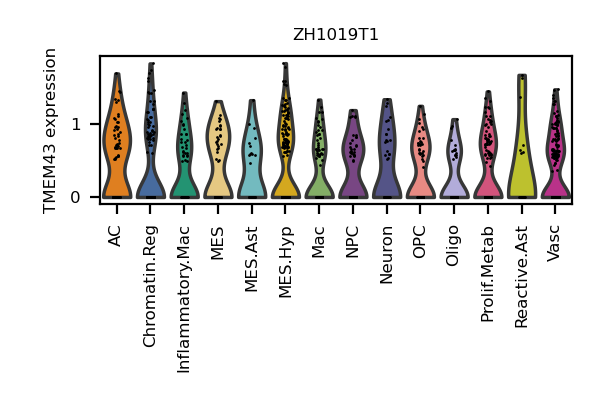 ZH1019T1
TMEM43 expression
1
0
AC
Chromatin.Reg
Inflammatory.Mac
MES
MES.Ast
MES.Hyp
Mac
NPC
Neuron
OPC
Oligo
Prolif.Metab
Reactive.Ast
Vasc